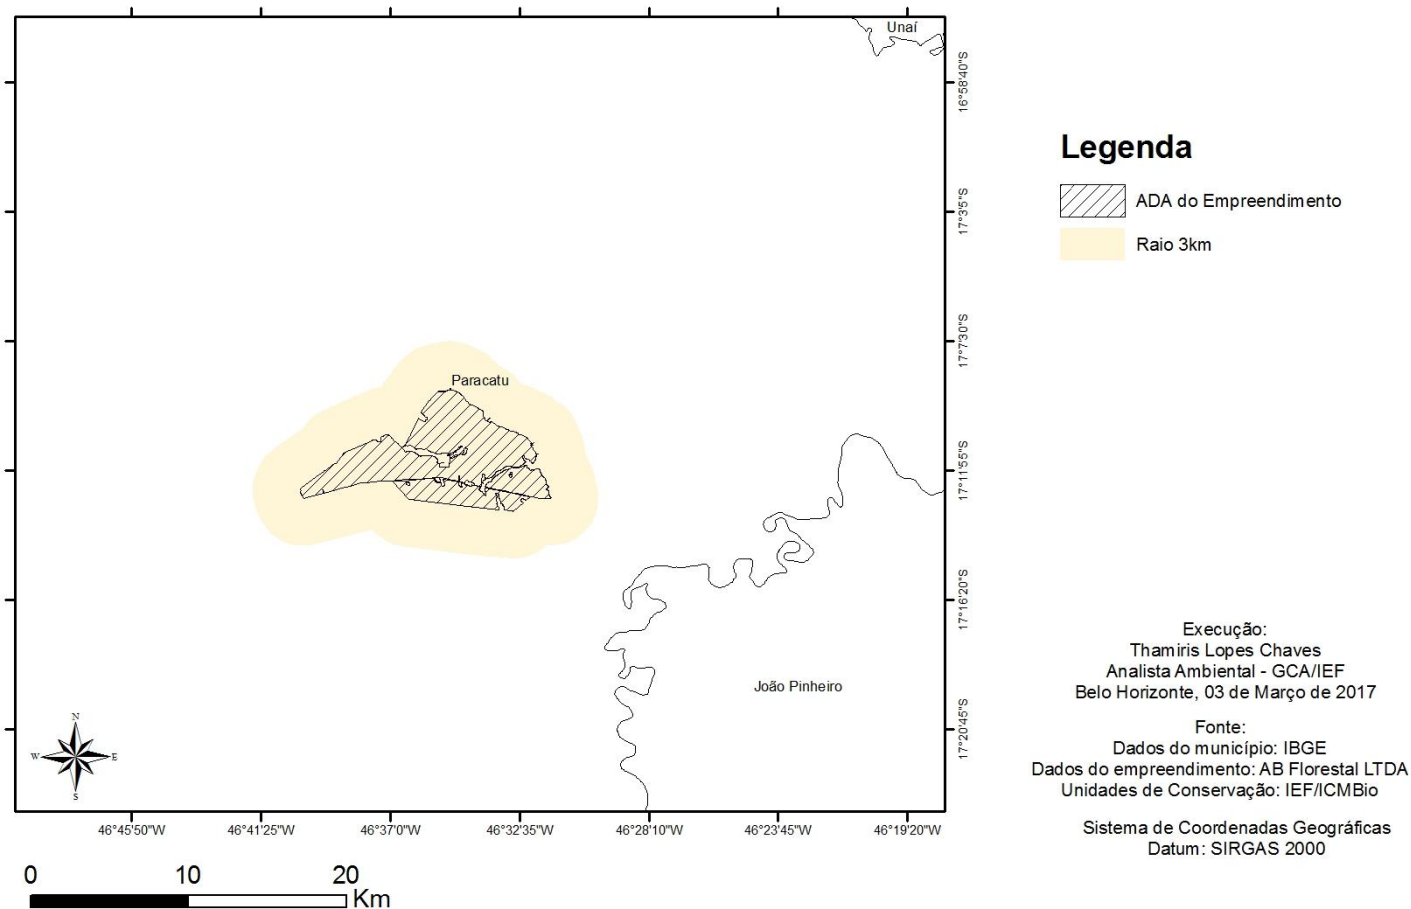 Unaí
Paracatu
João Pinheiro
N
W
E
S
16°58'40"S
17°3'5"S
17°7'30"S
17°11'55"S
17°16'20"S
17°20'45"S
46°45'50"W
46°41'25"W
46°37'0"W
46°32'35"W
46°28'10"W
46°23'45"W
46°19'20"W
0
10
20
Km
Legenda
ADA do Empreendimento
Raio 3km
Execução:
Thamiris Lopes Chaves
Analista Ambiental - GCA/IEF
Belo Horizonte, 03 de Março de 2017
Fonte:
Dados do município: IBGE
Dados do empreendimento: AB Florestal LTDA
Unidades de Conservação: IEF/ICMBio
Sistema de Coordenadas Geográficas
Datum: SIRGAS 2000